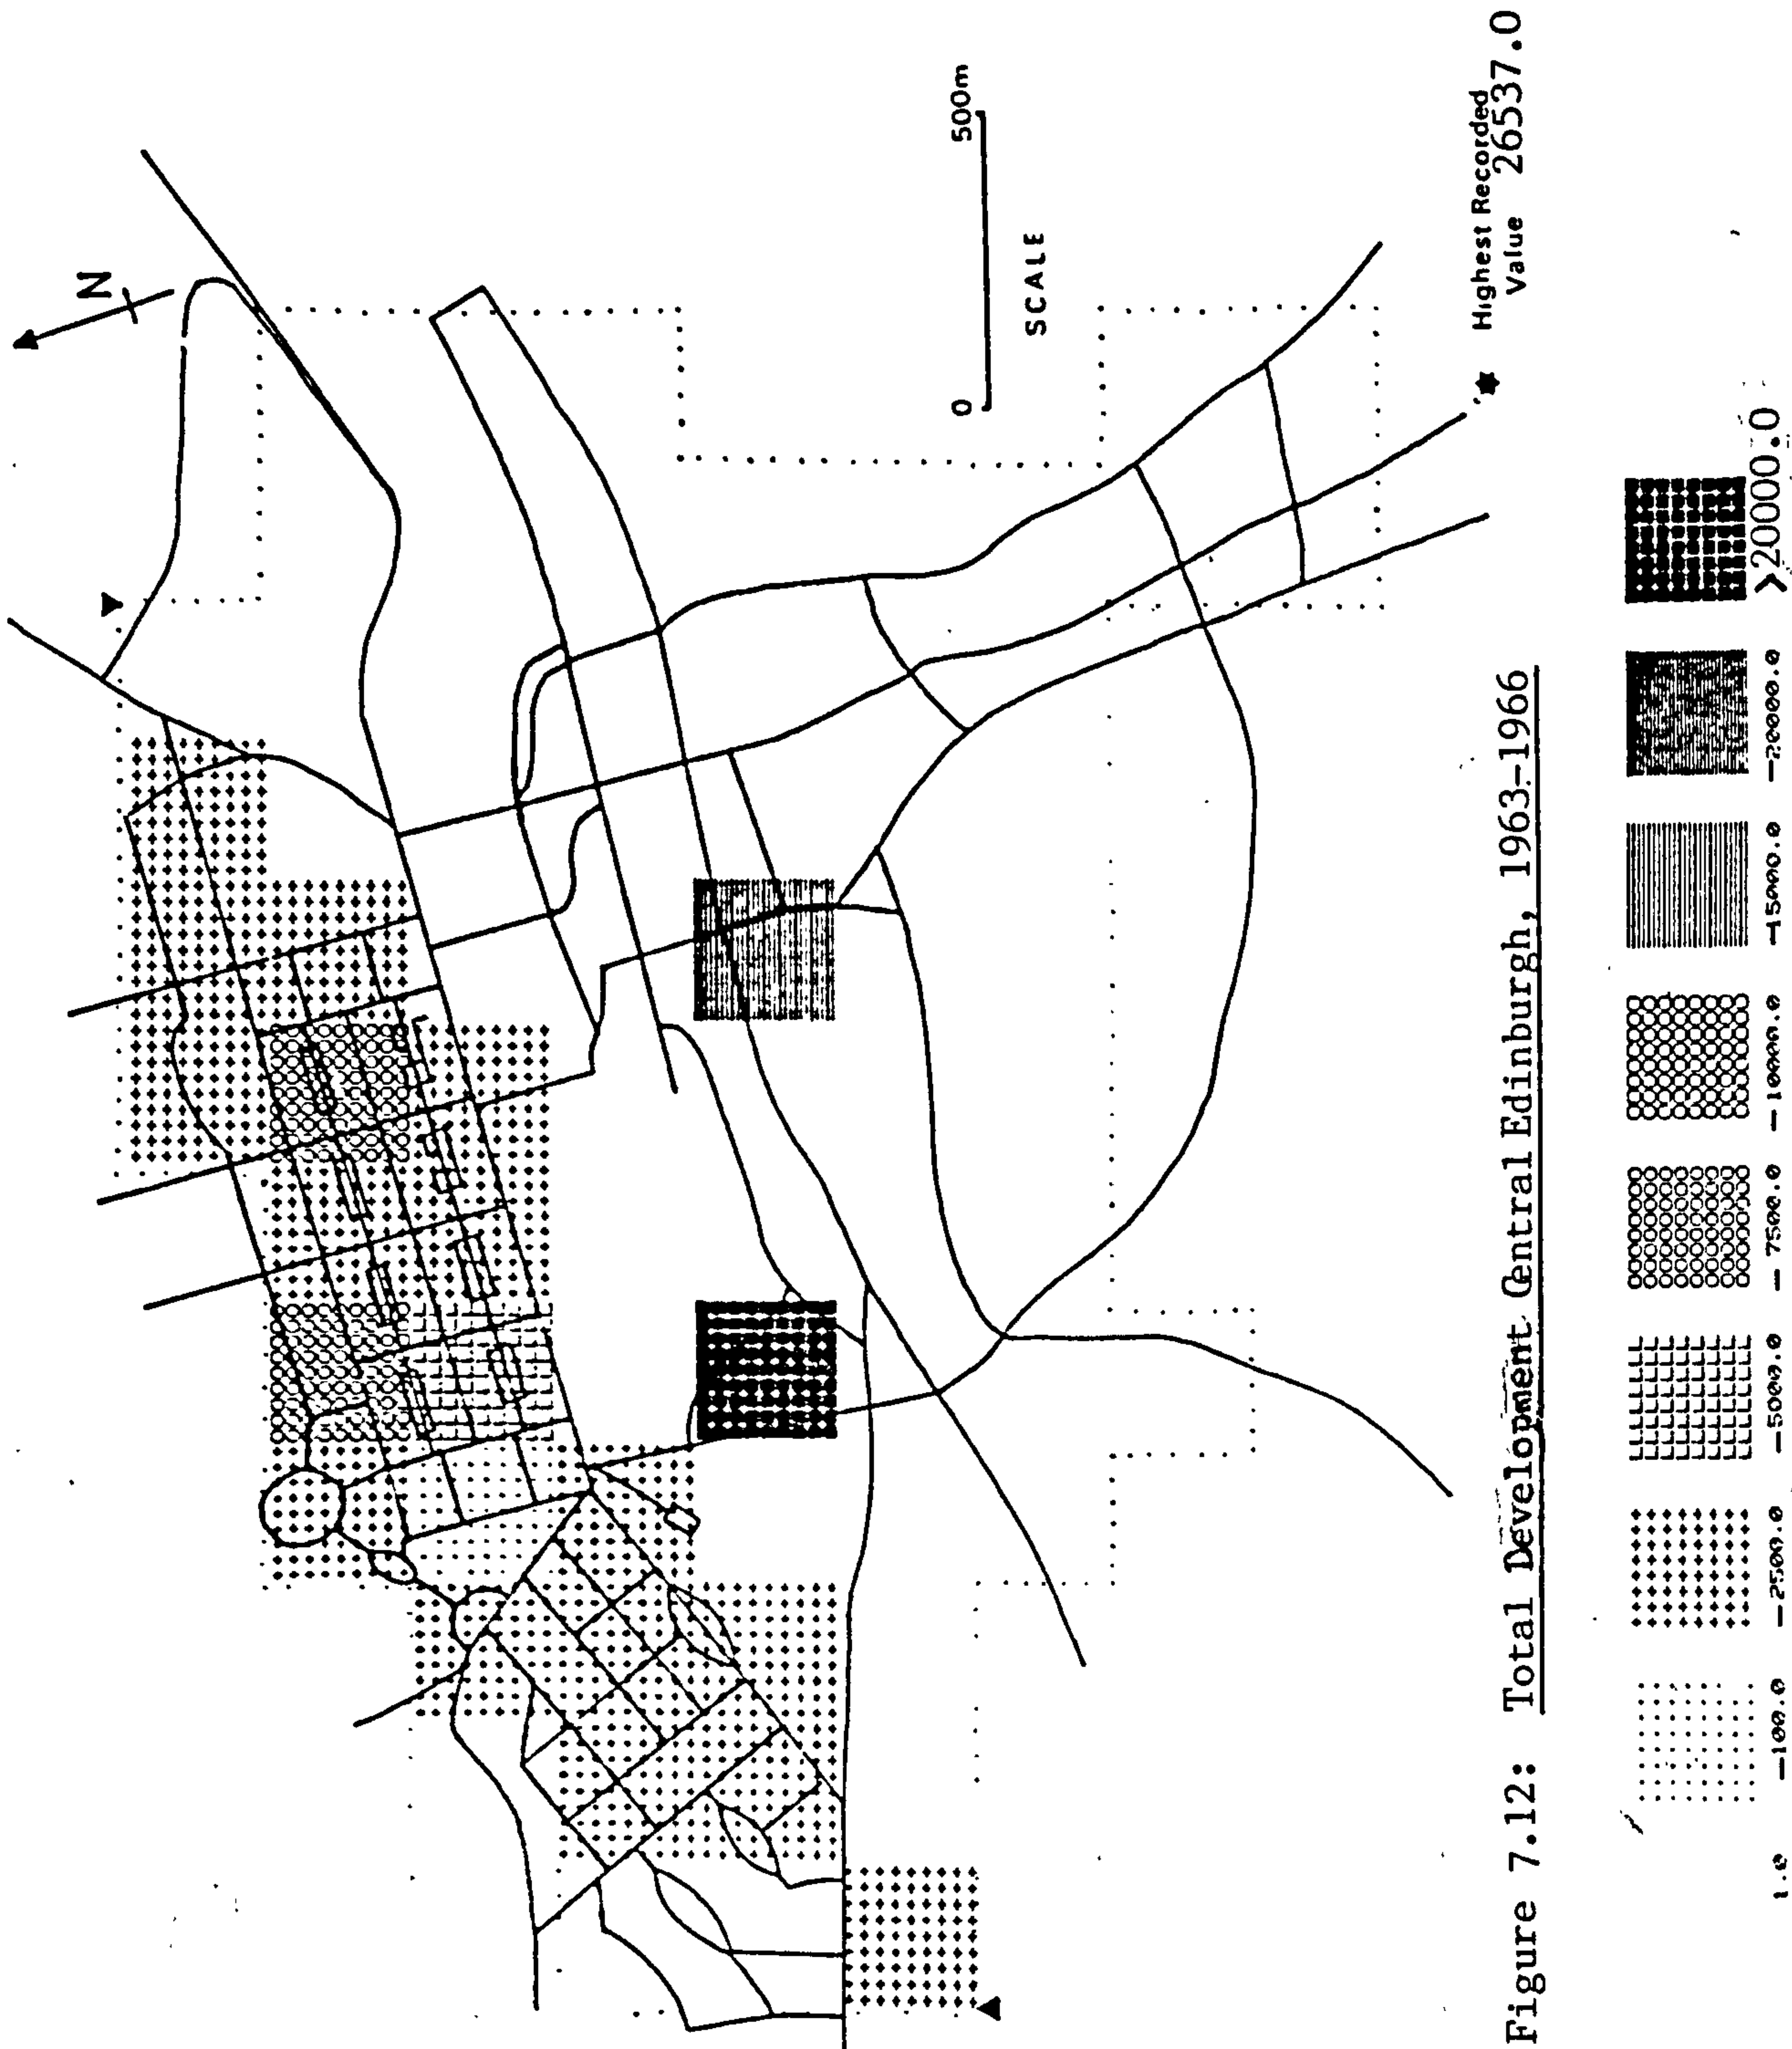 N
0 500m
SCALE
Highest Recorded
Value 26537.0
Figure 7.12: Total Development Central Edinburgh, 1963-1966
1.0 —100.0 —2500.0 —5000.0 —7500.0 —10000.0 —15000.0 —20000.0 >20000.0